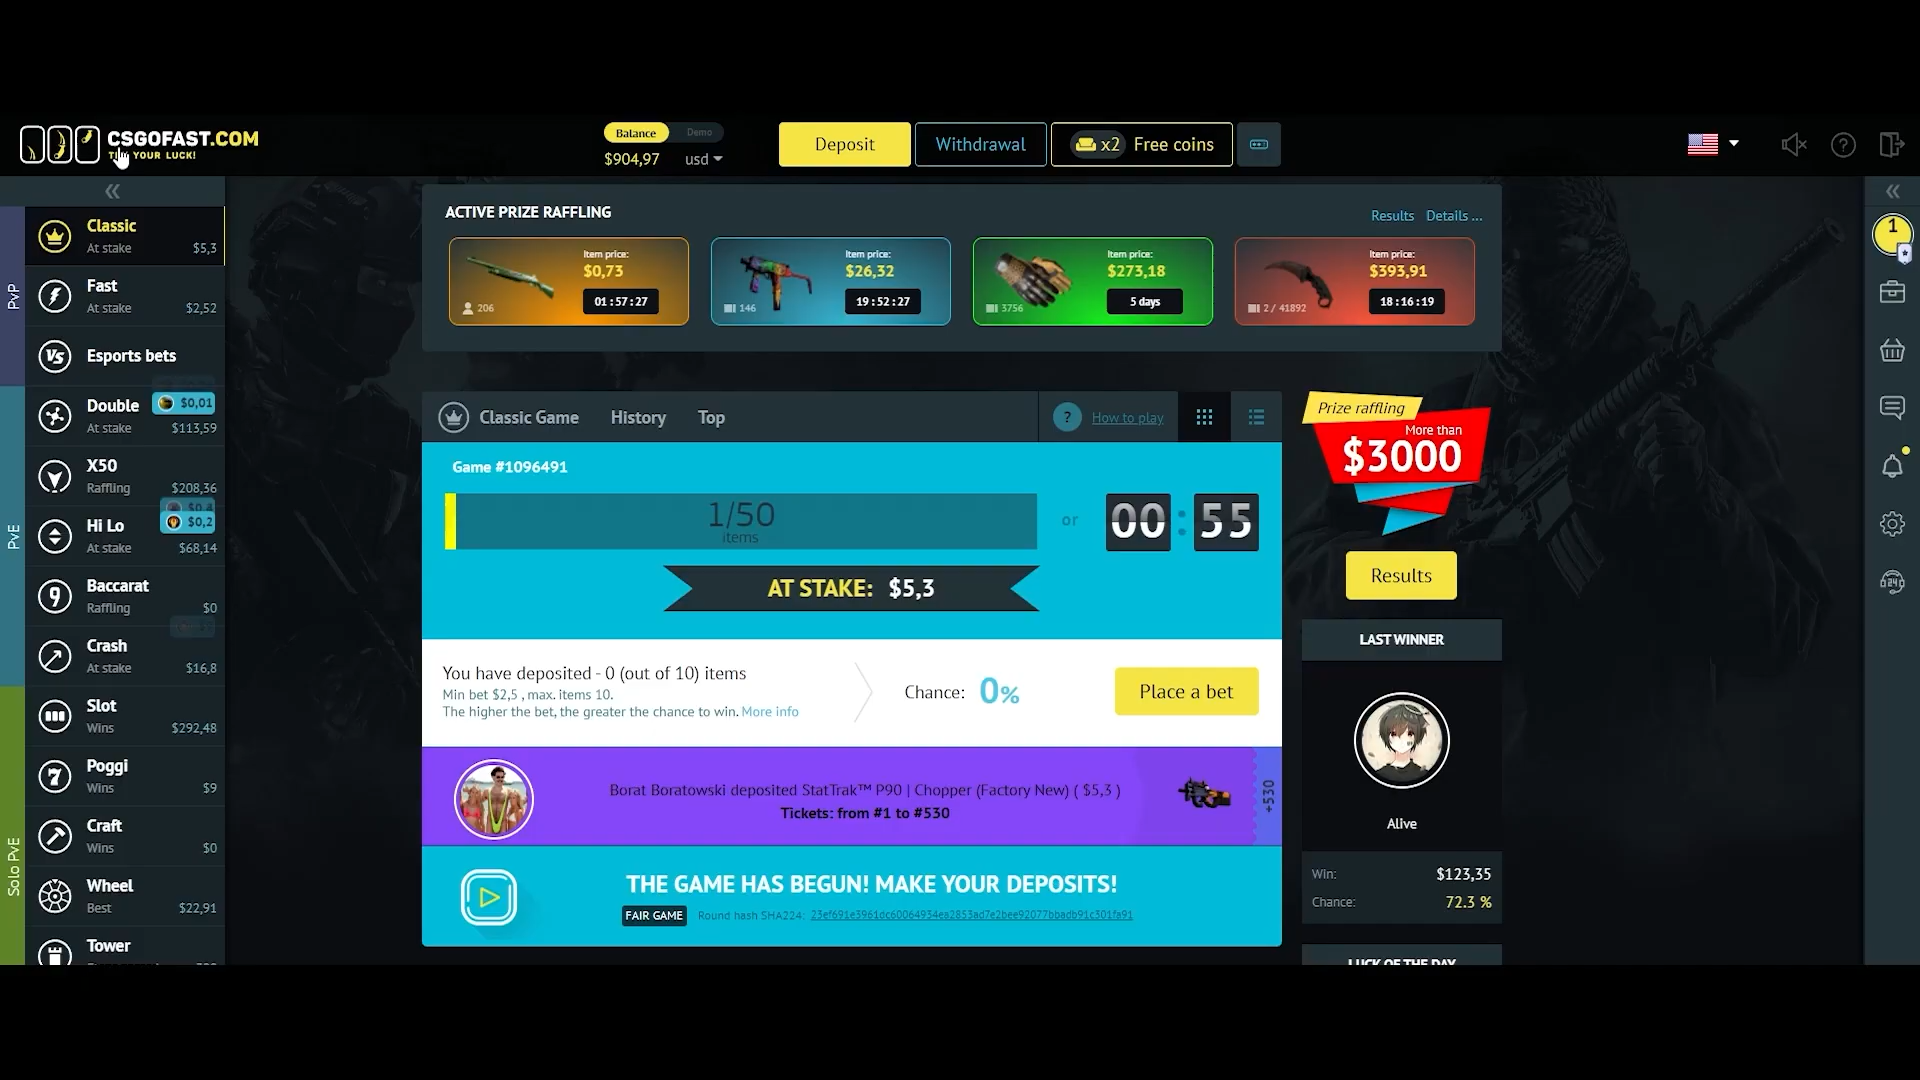 CSGOFAST.COM
YOUR LUCK!
Balance
Demo
$904,97
usd
Deposit
Withdrawal
x2 Free coins
PvP
Classic
At stake
$5,3
Fast
At stake
$2,52
Esports bets
PvE
Double
$0,01
At stake
$113,59
X50
Raffling
$208,36
Hi Lo
$0,2
At stake
$68,14
Baccarat
Raffling
$0
Crash
At stake
$16,8
Solo PvE
Slot
Wins
$292,48
Poggi
Wins
$9
Craft
Wins
$0
Wheel
Best
$22,91
Tower
ACTIVE PRIZE RAFFLING
Results
Details ...
Item price:
$0,73
01:57:27
206
Item price:
$26,32
19:52:27
146
Item price:
$273,18
5 days
3756
Item price:
$393,91
18:16:19
2 / 41892
Classic Game
History
Top
? How to play
Game #1096491
1/50
items
or
00:55
AT STAKE: $5,3
You have deposited - 0 (out of 10) items
Min bet $2,5 , max. items 10.
The higher the bet, the greater the chance to win. More info
Chance: 0%
Place a bet
Borat Boratowski deposited StatTrak™ P90 | Chopper (Factory New) ( $5,3 )
Tickets: from #1 to #530
+530
THE GAME HAS BEGUN! MAKE YOUR DEPOSITS!
FAIR GAME
Round hash SHA224: 23ef691e3961dc60064934ea2853ad7e2bee92077bbadb91c301fa91
Prize raffling
More than
$3000
Results
LAST WINNER
Alive
Win:
$123,35
Chance:
72.3 %
LUCK OF THE DAY
1
24